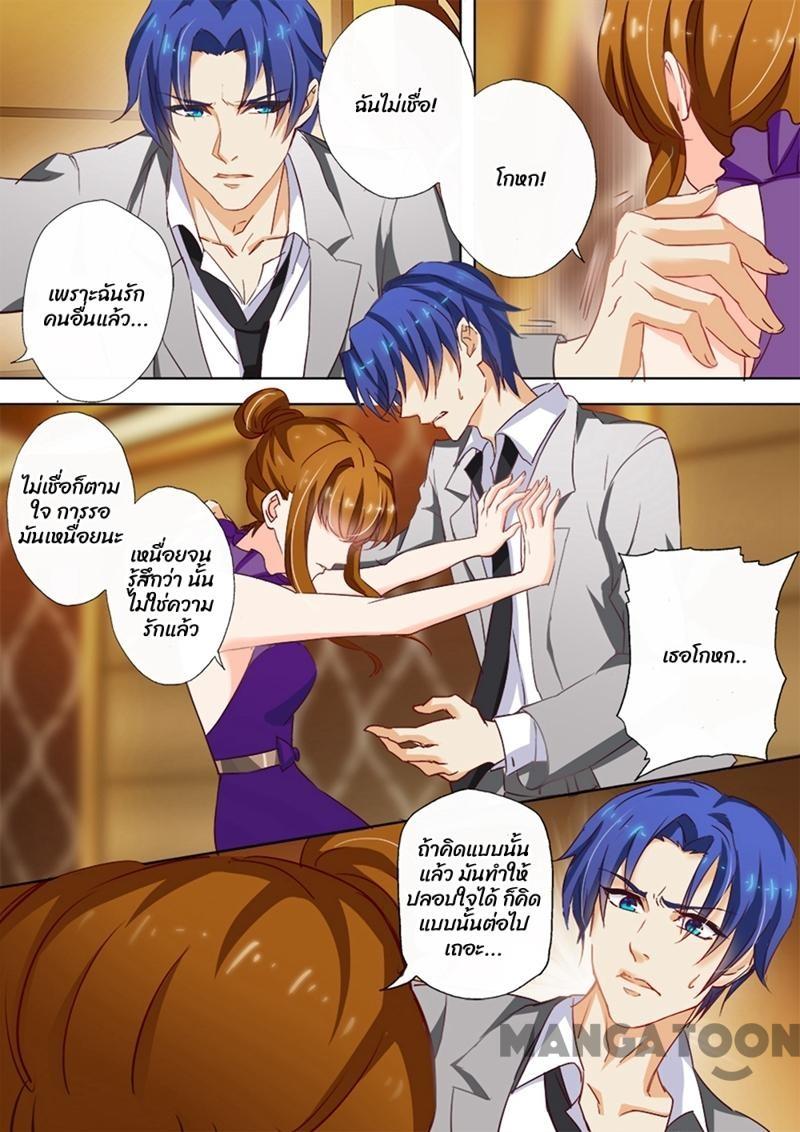 เพราะฉันรัก
คนอื่นแล้ว...
ฉันไม่เชื่อ!
โกหก!
ไม่เชื่อก็ตาม
ใจ การรอ
มันเหนื่อยนะ
เหนื่อยจน
รู้สึกว่า นั้น
ไม่ใช่ความ
รักแล้ว
เธอโกหก..
ถ้าคิดแบบนั้น
แล้ว มันทำให้
ปลอบใจได้ ก็คิด
แบบนั้นต่อไป
เถอะ...
MANGATOON